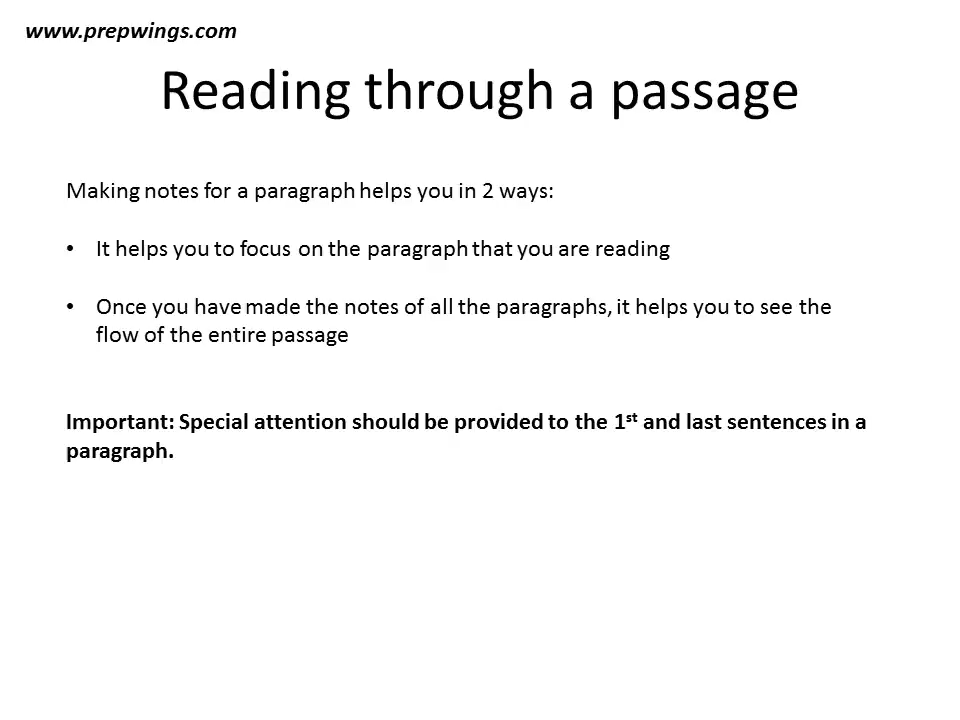 www.prepwings.com
Reading through a passage
Making notes for a paragraph helps you in 2 ways:
• It helps you to focus on the paragraph that you are reading
• Once you have made the notes of all the paragraphs, it helps you to see the
flow of the entire passage
Important: Special attention should be provided to the 1st and last sentences in a
paragraph.